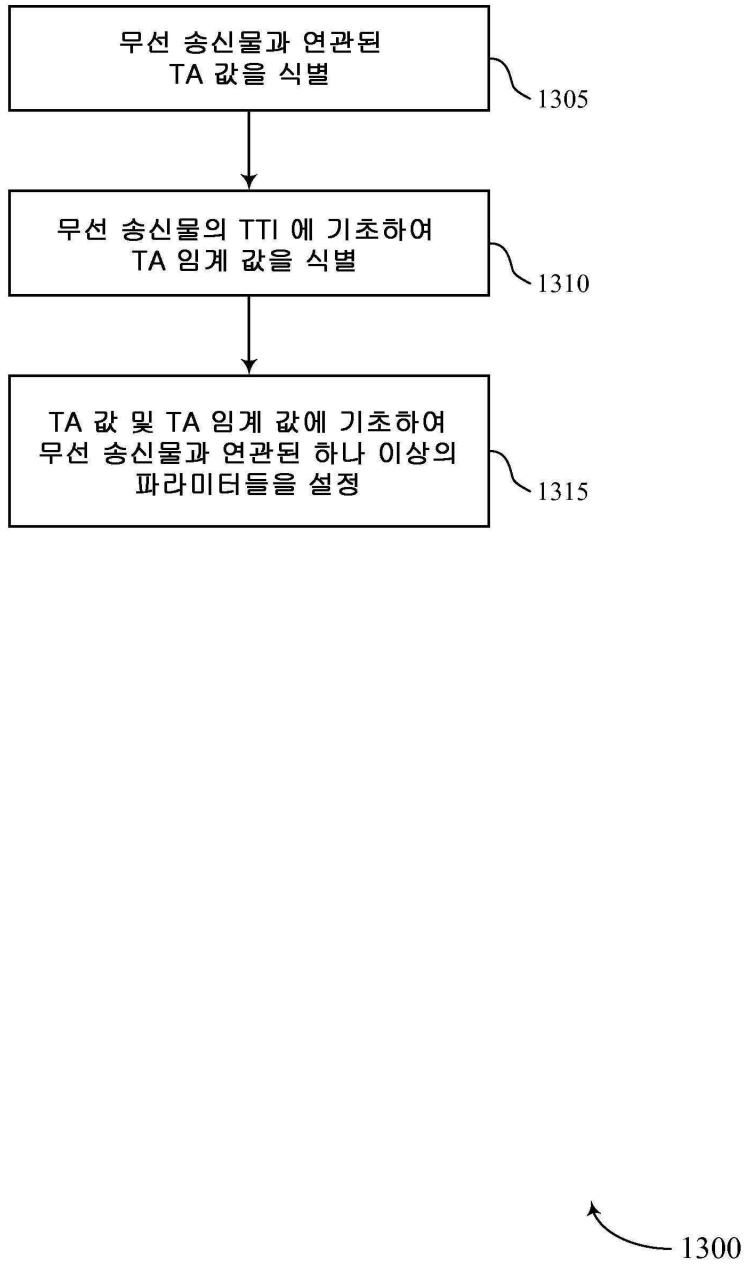 무선 송신물과 연관된
TA 값을 식별
1305
무선 송신물의 TTI 에 기초하여
TA 임계 값을 식별
1310
TA 값 및 TA 임계 값에 기초하여
무선 송신물과 연관된 하나 이상의
파라미터들을 설정
1315
1300